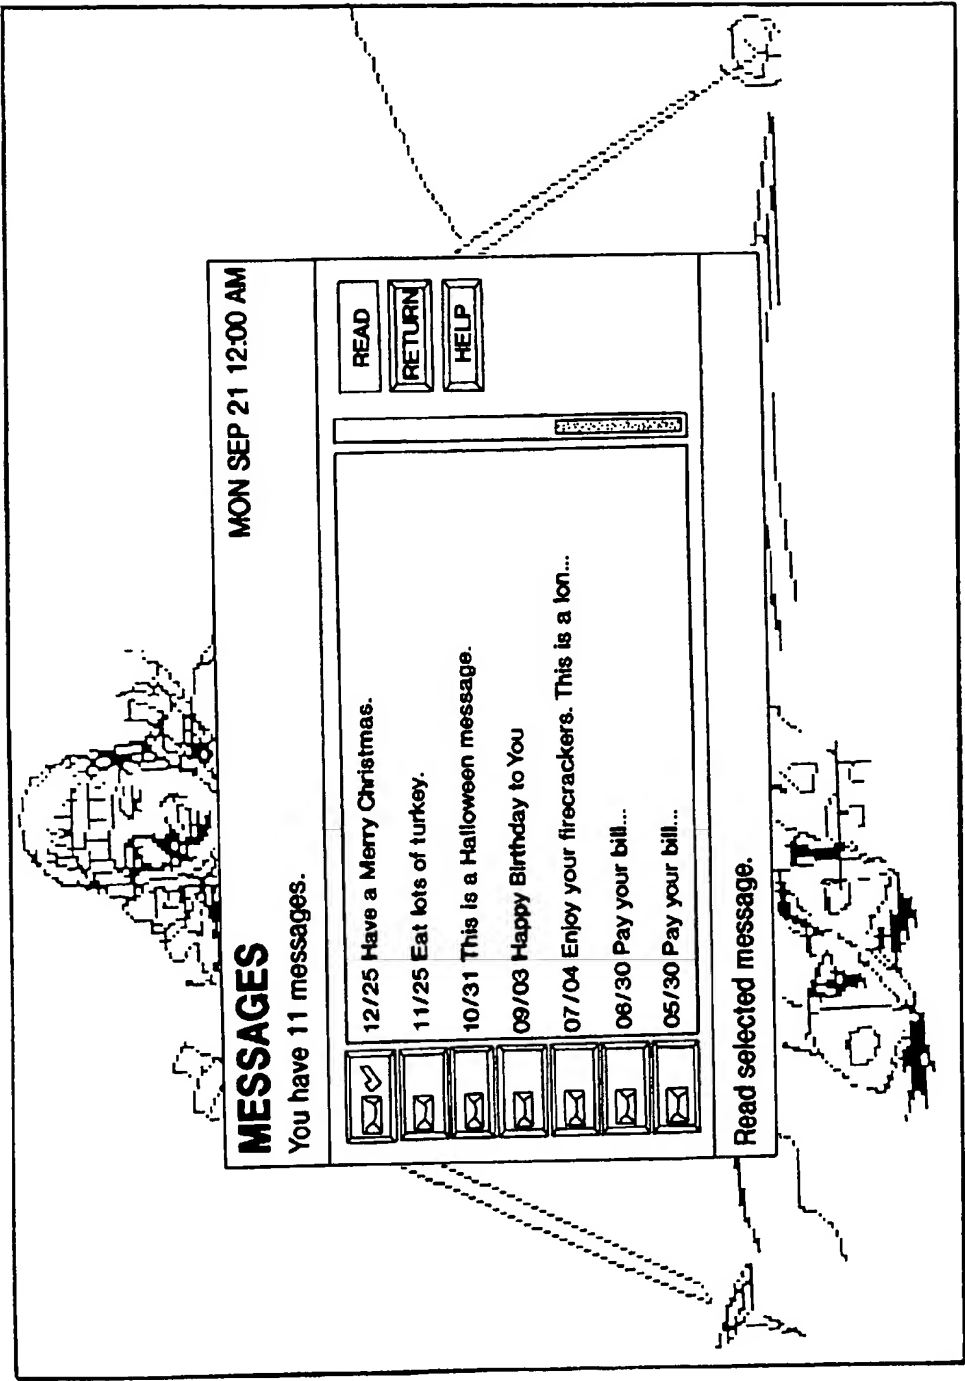 MESSAGES
MON SEP 21 12:00 AM
You have 11 messages.
12/25 Have a Merry Christmas.
11/25 Eat lots of turkey.
10/31 This is a Halloween message.
09/03 Happy Birthday to You
07/04 Enjoy your firecrackers. This is a lon...
06/30 Pay your bill...
05/30 Pay your bill...
READ
RETURN
HELP
Read selected message.